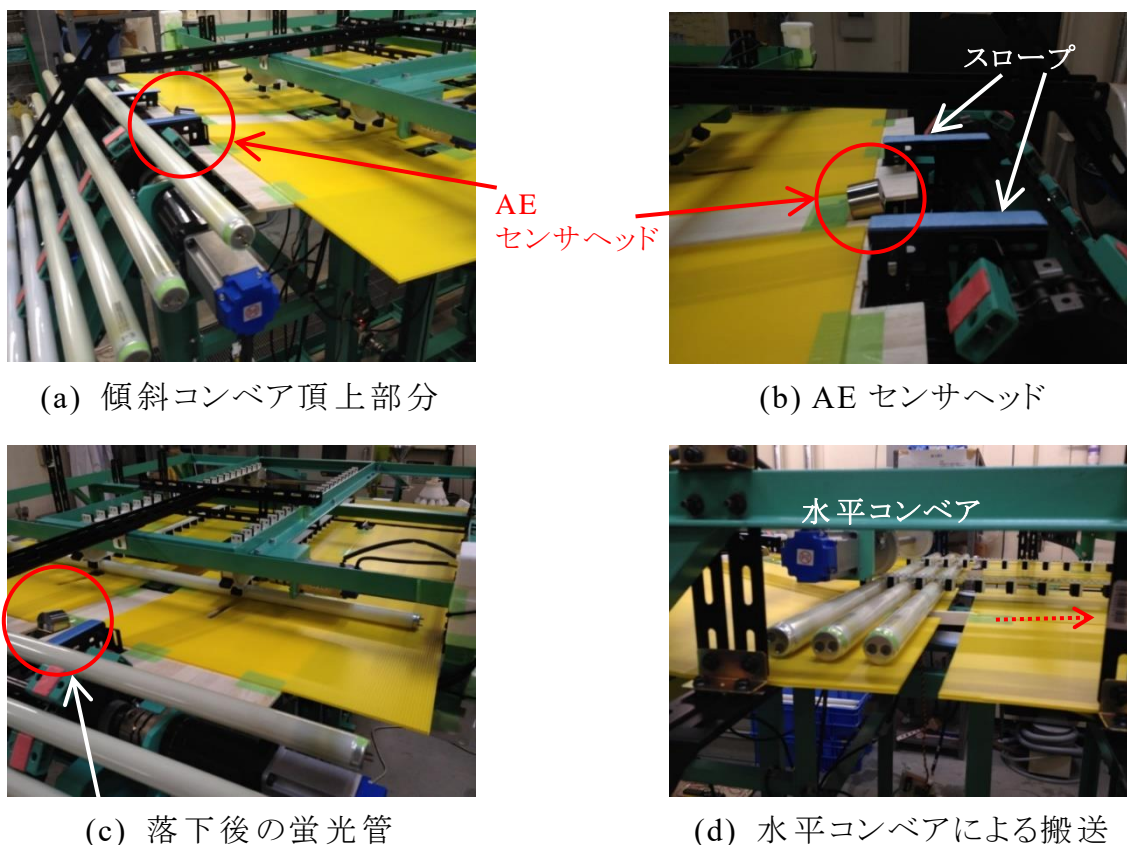 スロープ
AE
センサヘッド
(a) 傾斜コンベア頂上部分
(b) AE センサヘッド
水平コンベア
(c) 落下後の蛍光管
(d) 水平コンベアによる搬送